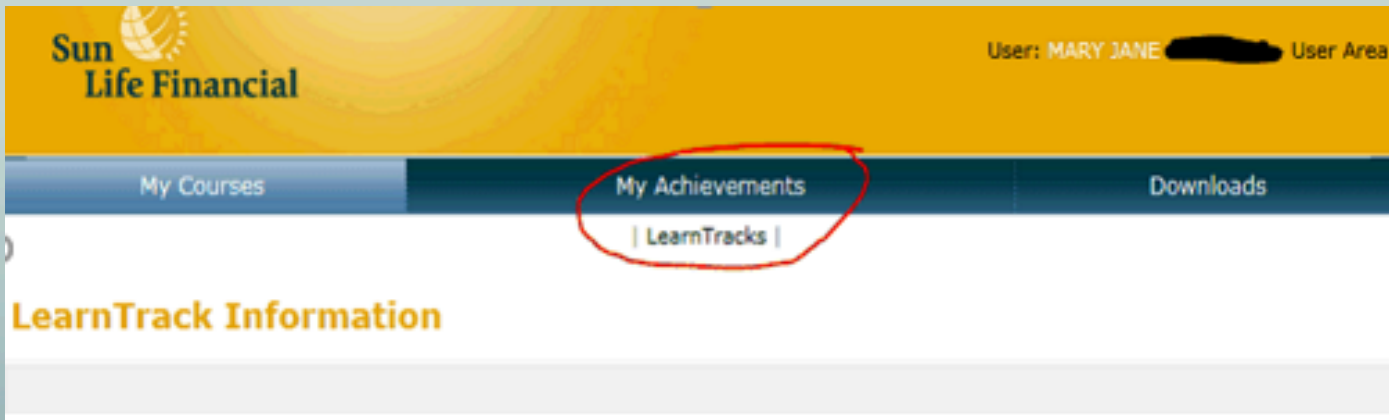 Sun
Life Financial
User: MARY JANE
User Area
My Courses
My Achievements
Downloads
| LearnTracks |
LearnTrack Information